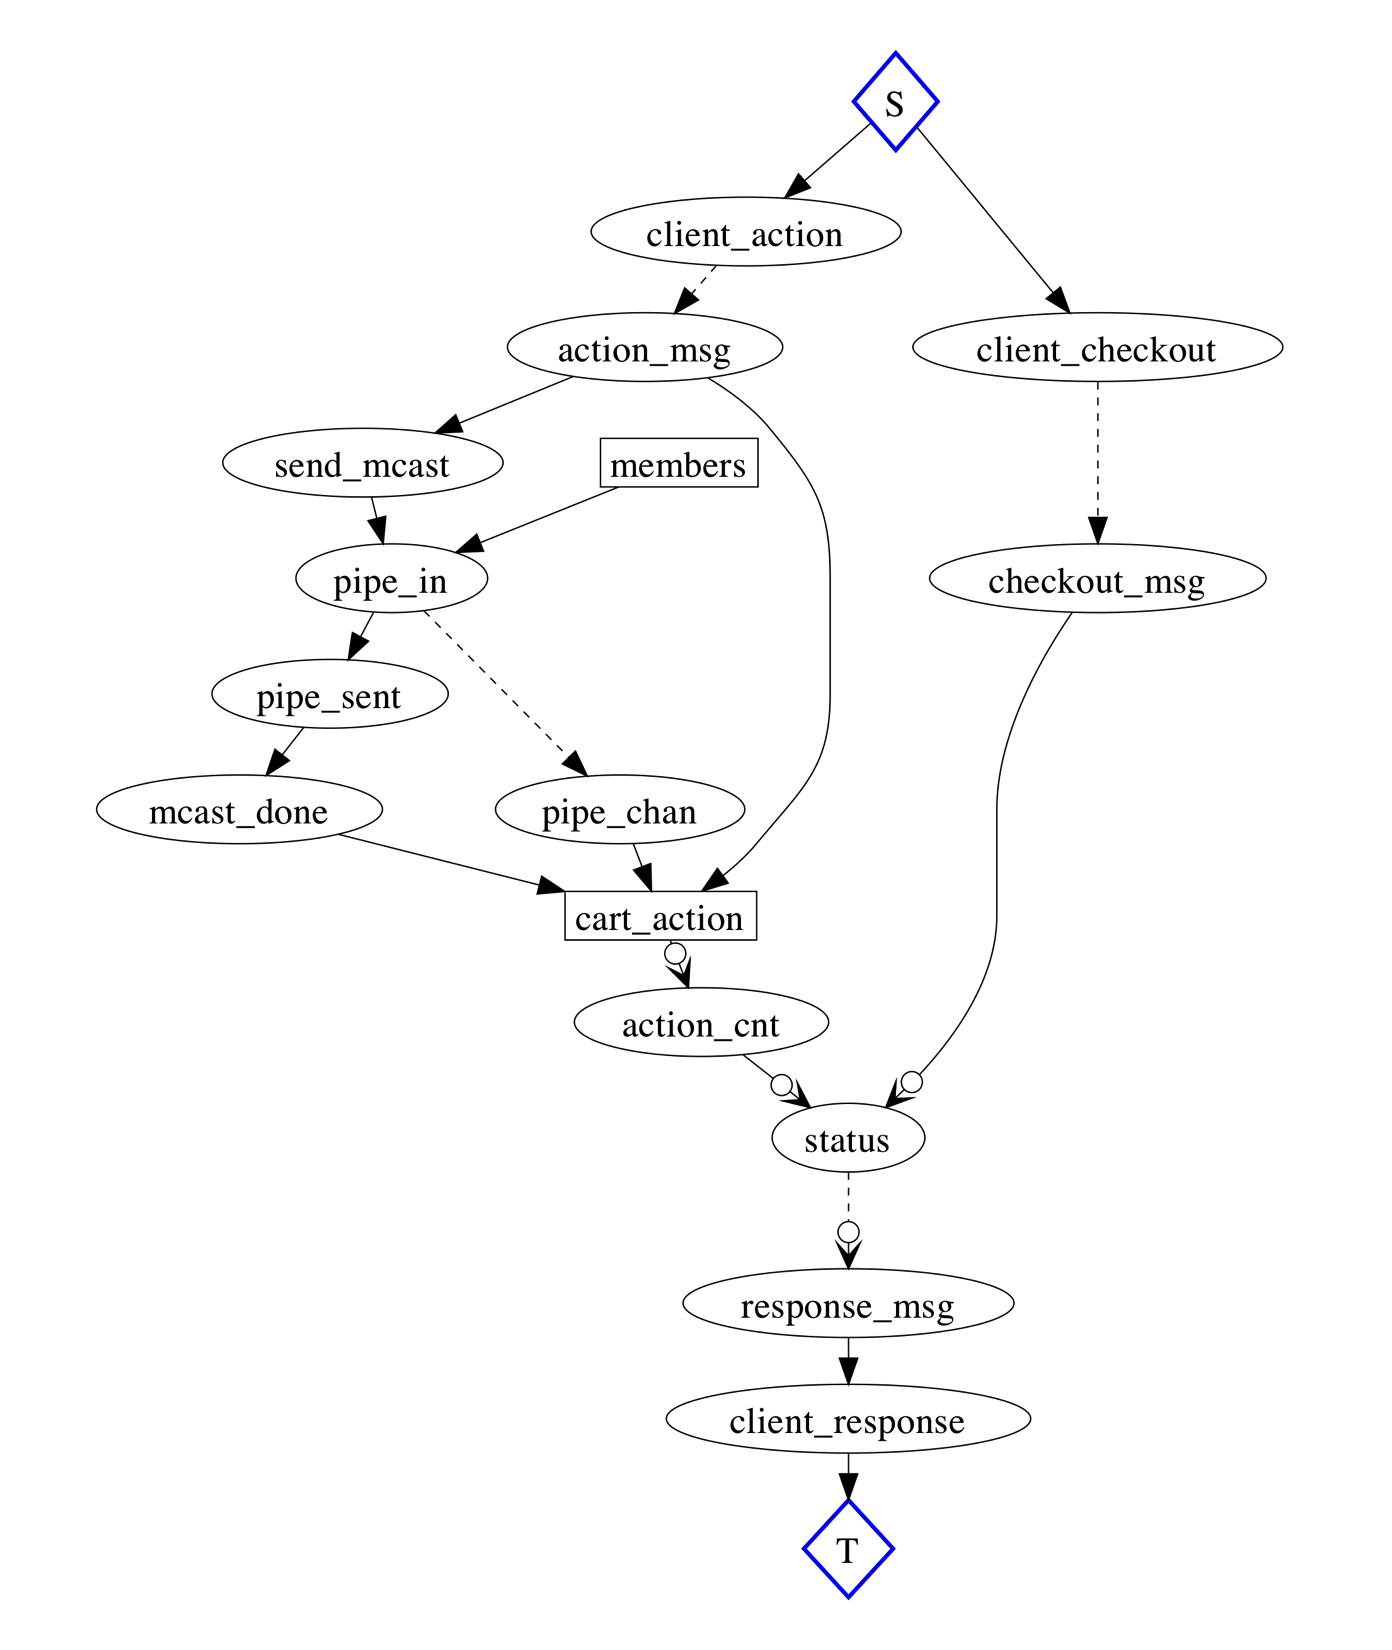 S
client_action
action_msg
client_checkout
send_mcast
members
pipe_in
checkout_msg
pipe_sent
mcast_done
pipe_chan
cart_action
action_cnt
status
response_msg
client_response
T